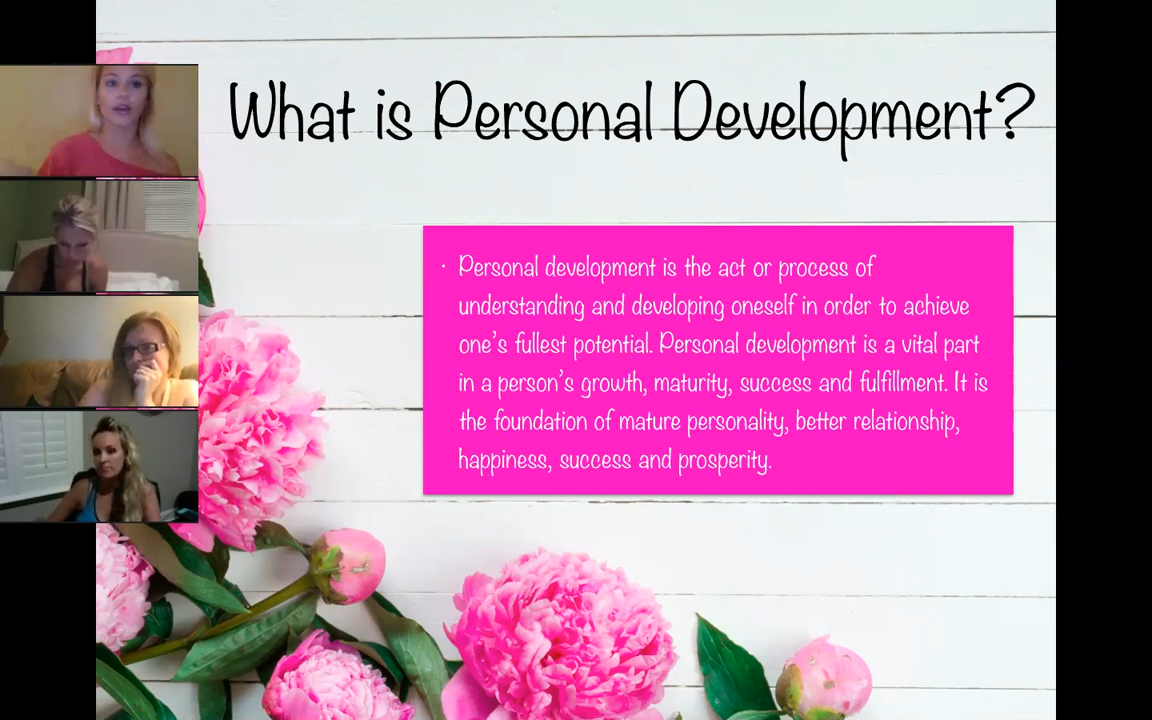 What is Personal Development?
· Personal development is the act or process of
understanding and developing oneself in order to achieve
one’s fullest potential. Personal development is a vital part
in a person’s growth, maturity, success and fulfillment. It is
the foundation of mature personality, better relationship,
happiness, success and prosperity.